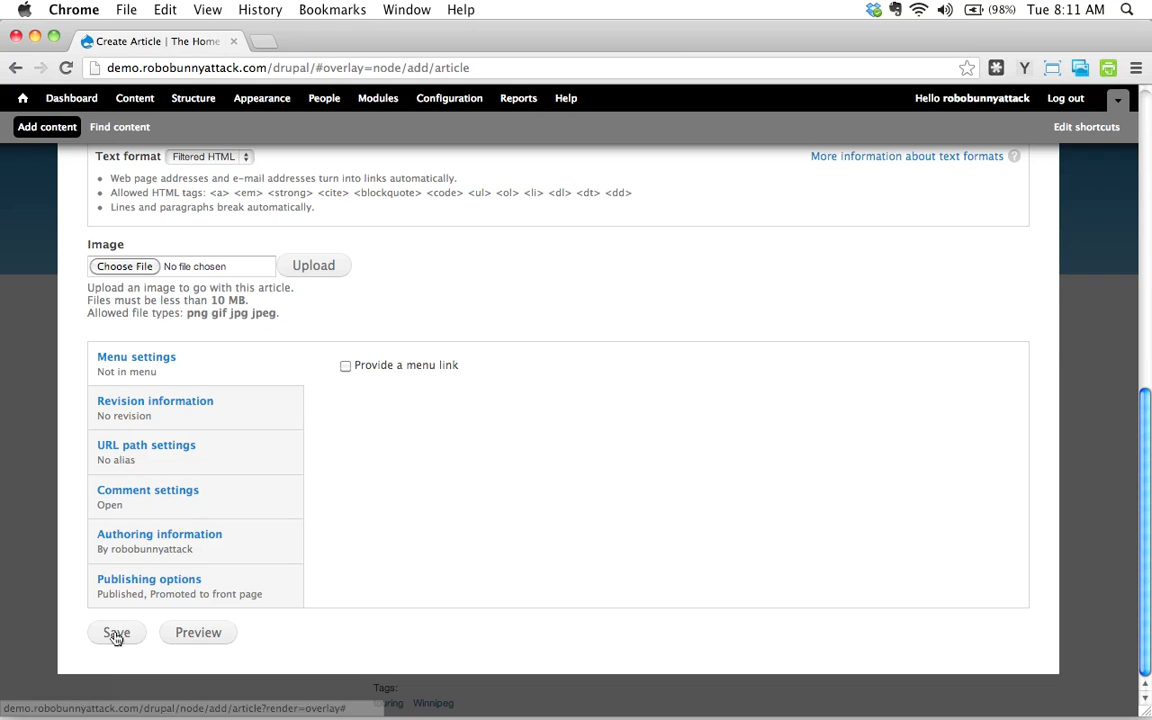 Chrome File Edit View History Bookmarks Window Help (98%) Tue 8:11 AM
Create Article | The Home
demo.robobunnyattack.com/drupal/#overlay=node/add/article
Dashboard Content Structure Appearance People Modules Configuration Reports Help Hello robobunnyattack Log out
Add content Find content Edit shortcuts
Text format Filtered HTML More information about text formats ?
Web page addresses and e-mail addresses turn into links automatically.
Allowed HTML tags: <a> <em> <strong> <cite> <blockquote> <code> <ul> <ol> <li> <dl> <dt> <dd>
Lines and paragraphs break automatically.
Image
Choose File No file chosen Upload
Upload an image to go with this article.
Files must be less than 10 MB.
Allowed file types: png gif jpg jpeg.
Menu settings
Not in menu
Provide a menu link
Revision information
No revision
URL path settings
No alias
Comment settings
Open
Authoring information
By robobunnyattack
Publishing options
Published, Promoted to front page
Save Preview
Tags:
Winnipeg
demo.robobunnyattack.com/drupal/node/add/article?render=overlay#